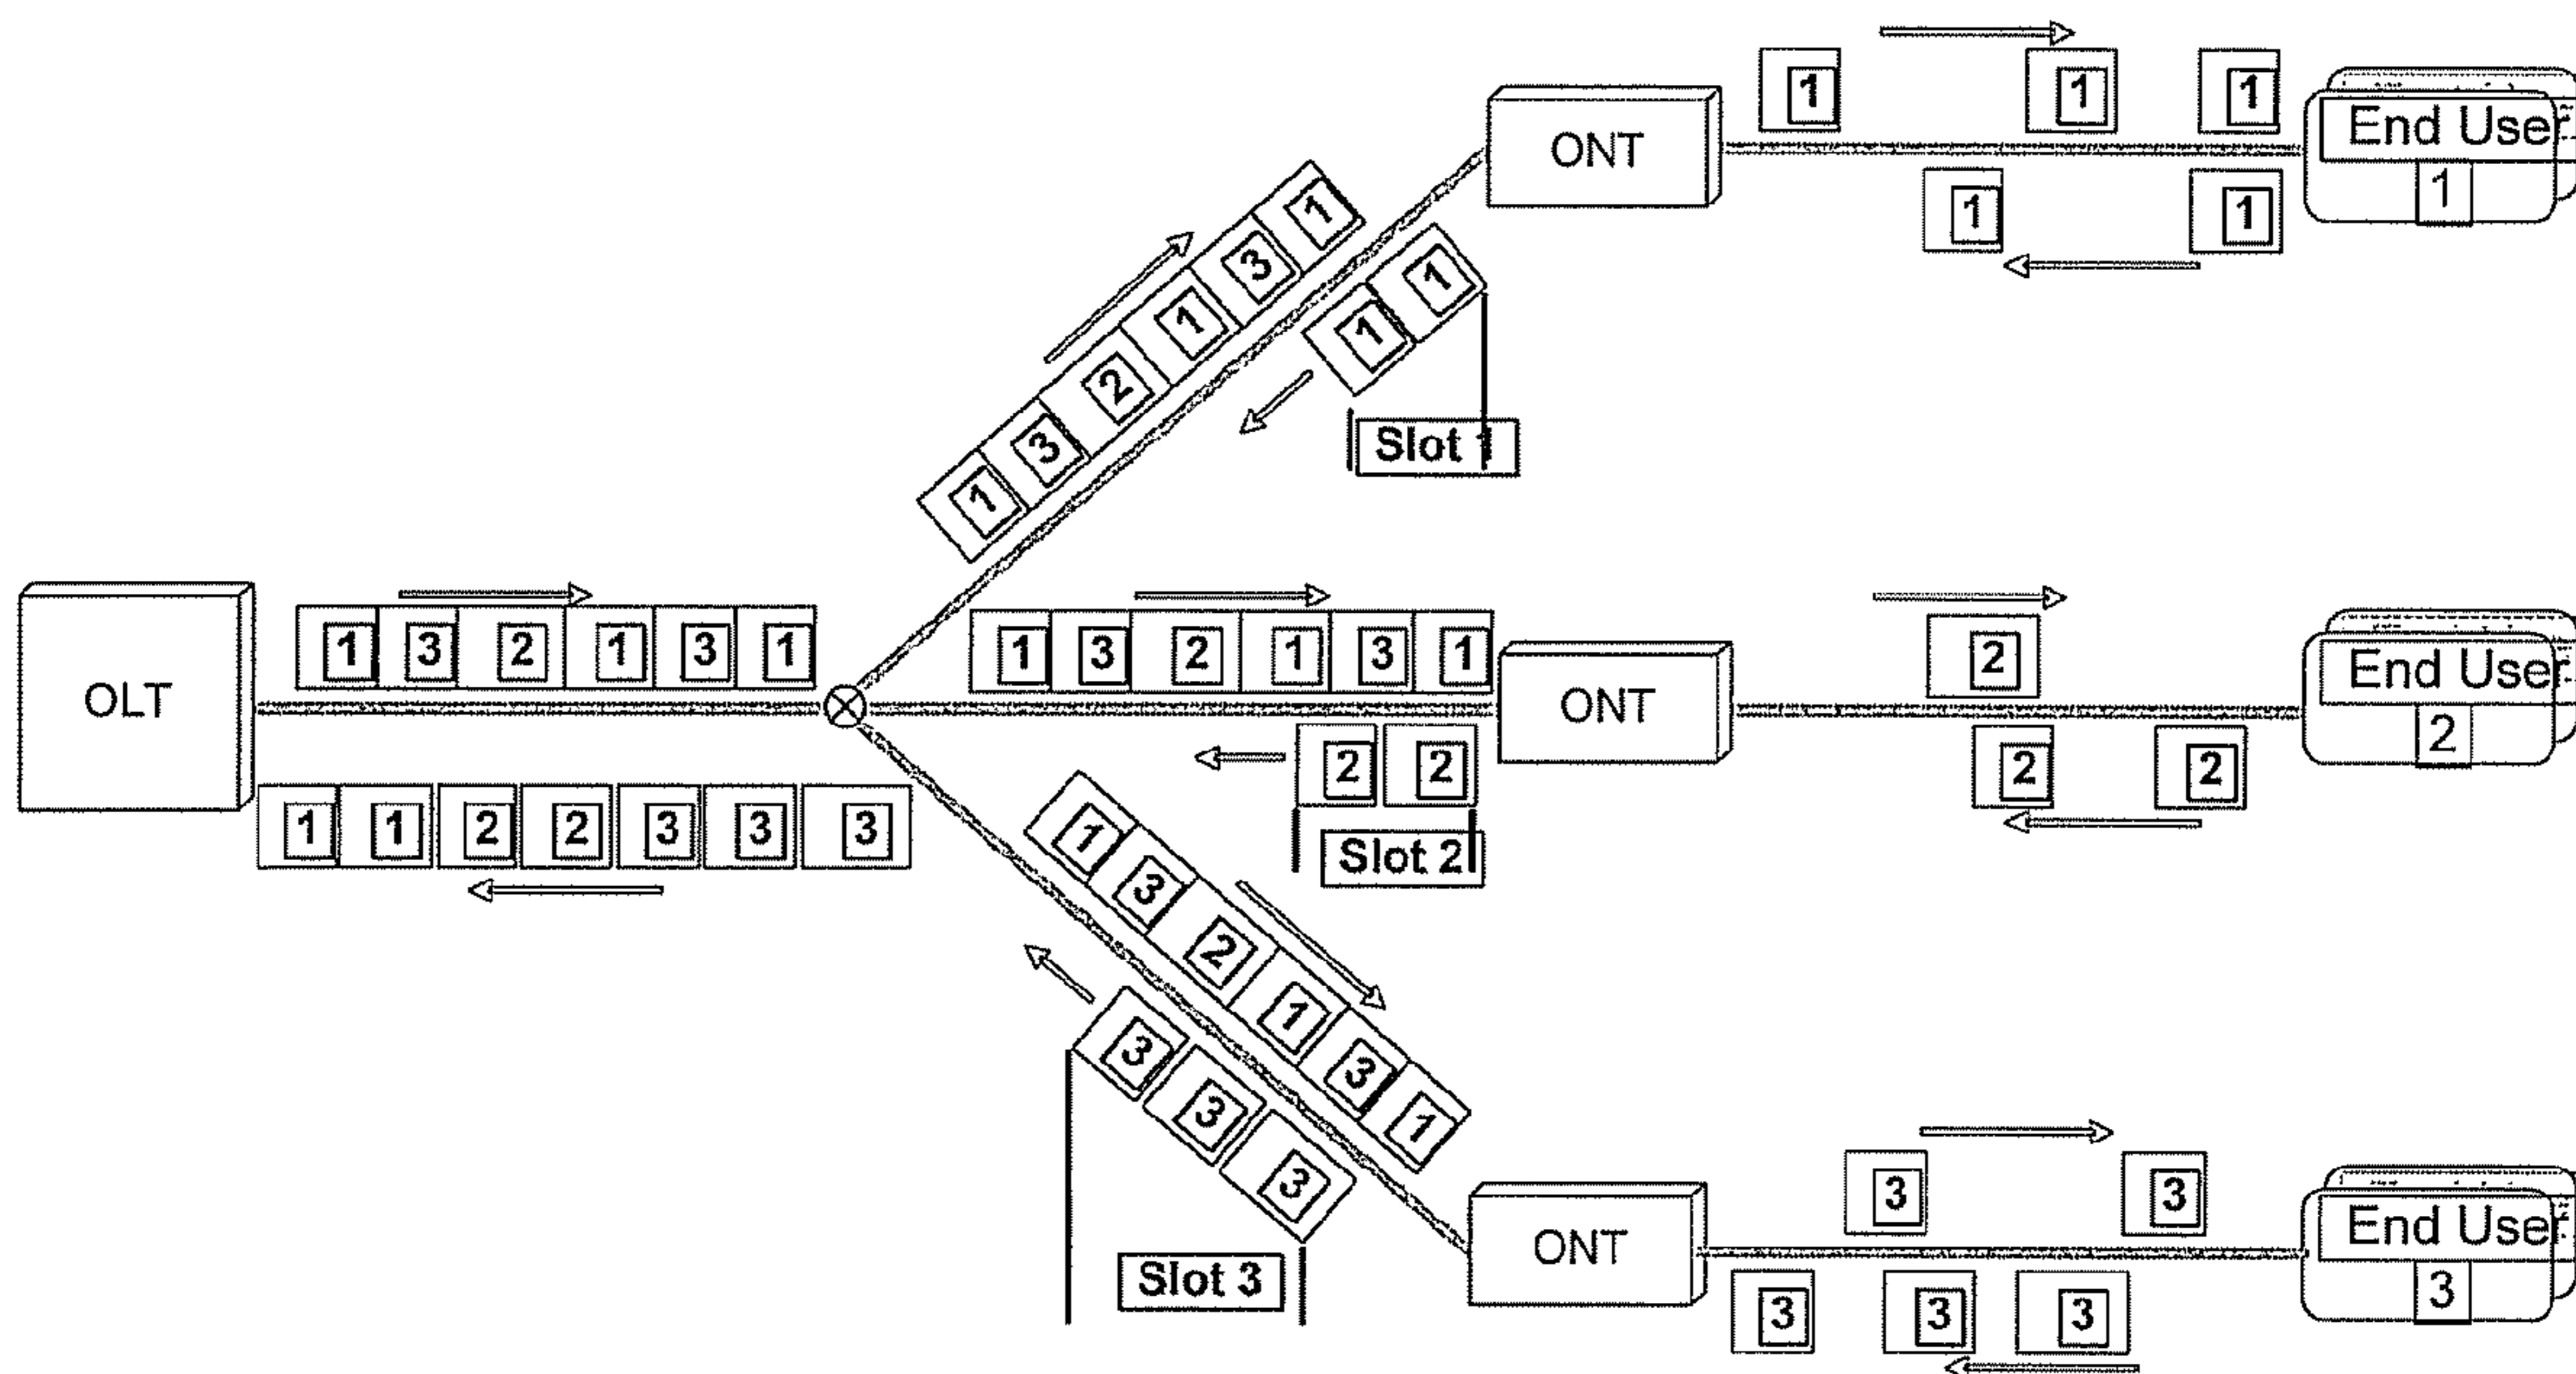 1 1 1
End User
1
ONT
1 1
1 3 2 1 3 1
1 1
Slot 1
OLT
1 3 2 1 3 1
1 1 2 2 3 3 3
1 3 2 1 3 1
ONT
2 2
Slot 2
2
End User
2
2 2
1 3 2 1 3 1
3 3 3
Slot 3
ONT
3 3
End User
3
3 3 3